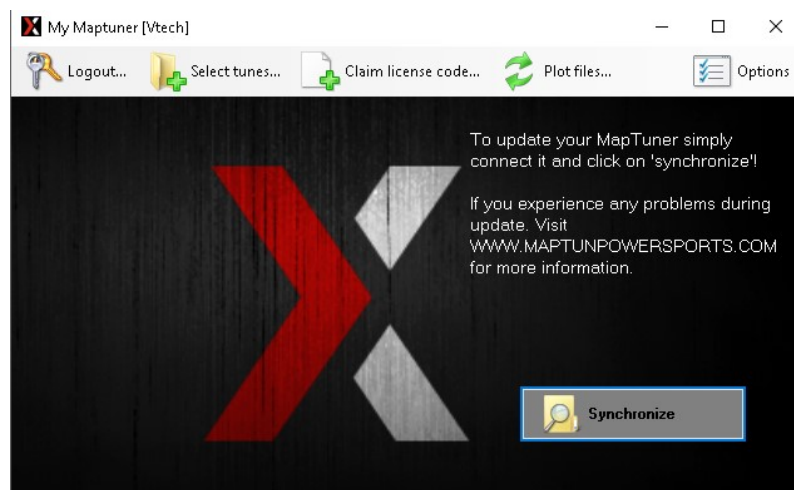 My Maptuner [Vtech]
Logout... Select tunes... Claim license code... Plot files... Options
To update your MapTuner simply
connect it and click on 'synchronize'!
If you experience any problems during
update. Visit
WWW.MAPTUNPOWERSPORTS.COM
for more information.
Synchronize